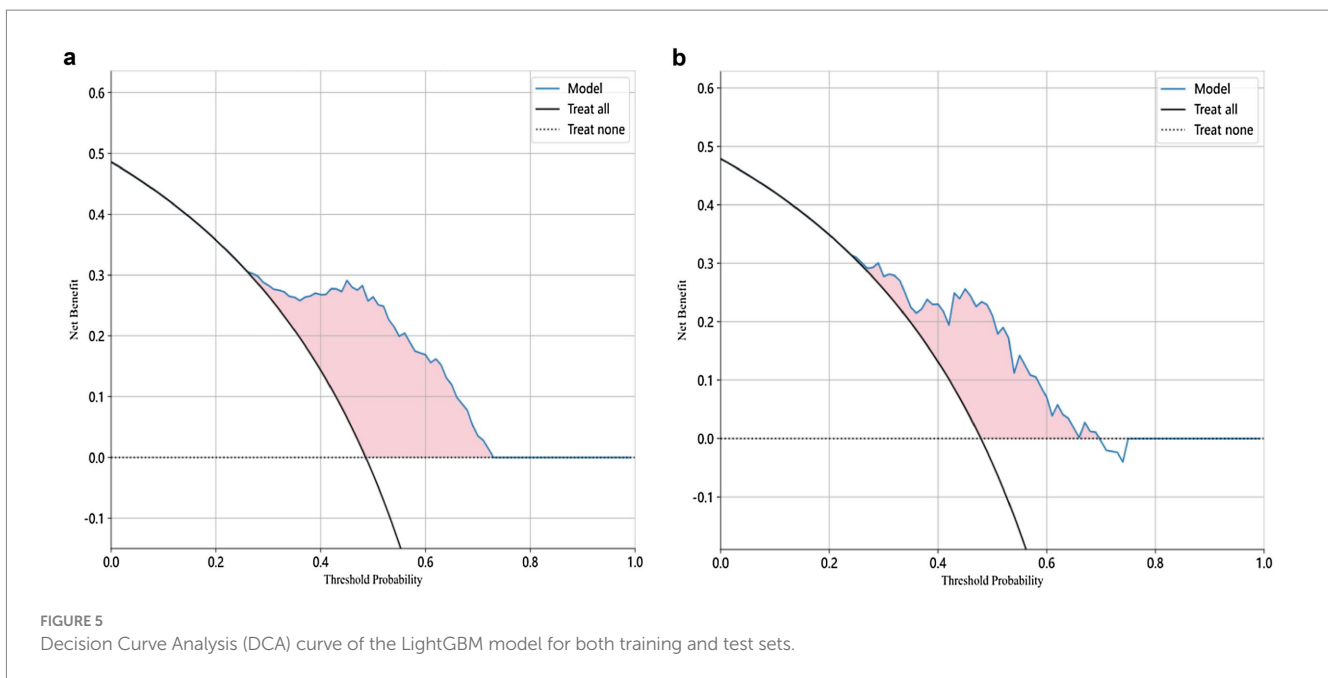 a
Model
Treat all
Treat none
0.6
0.5
0.4
0.3
0.2
0.1
0.0
-0.1
Net Benefit
0.0 0.2 0.4 0.6 0.8 1.0
Threshold Probability
b
Model
Treat all
Treat none
0.6
0.5
0.4
0.3
0.2
0.1
0.0
-0.1
Net Benefit
0.0 0.2 0.4 0.6 0.8 1.0
Threshold Probability
FIGURE 5
Decision Curve Analysis (DCA) curve of the LightGBM model for both training and test sets.